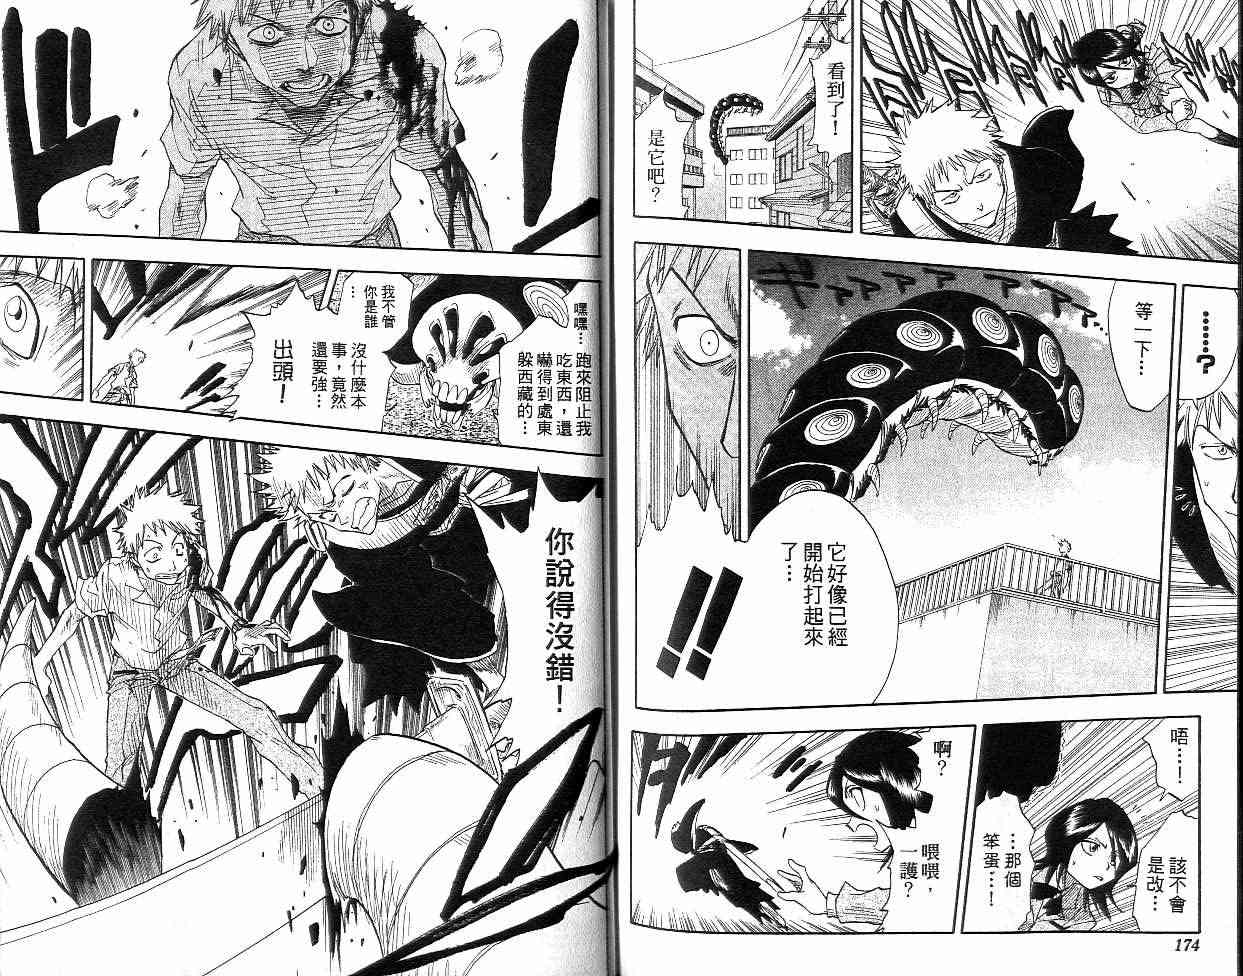 看到了！
是它吧？
……？
等一下…
它好像已經
開始打起來
了…
！！
唔…！
該不會
是改…
…那個
笨蛋…！
啊？
喂喂，
一護？
174
嘿嘿…跑來阻止我
吃東西，還
嚇得到處東
躲西藏的…
我不管
你是誰
…
沒什麼本
事，竟然
還要強…
出頭！
你說得沒錯！